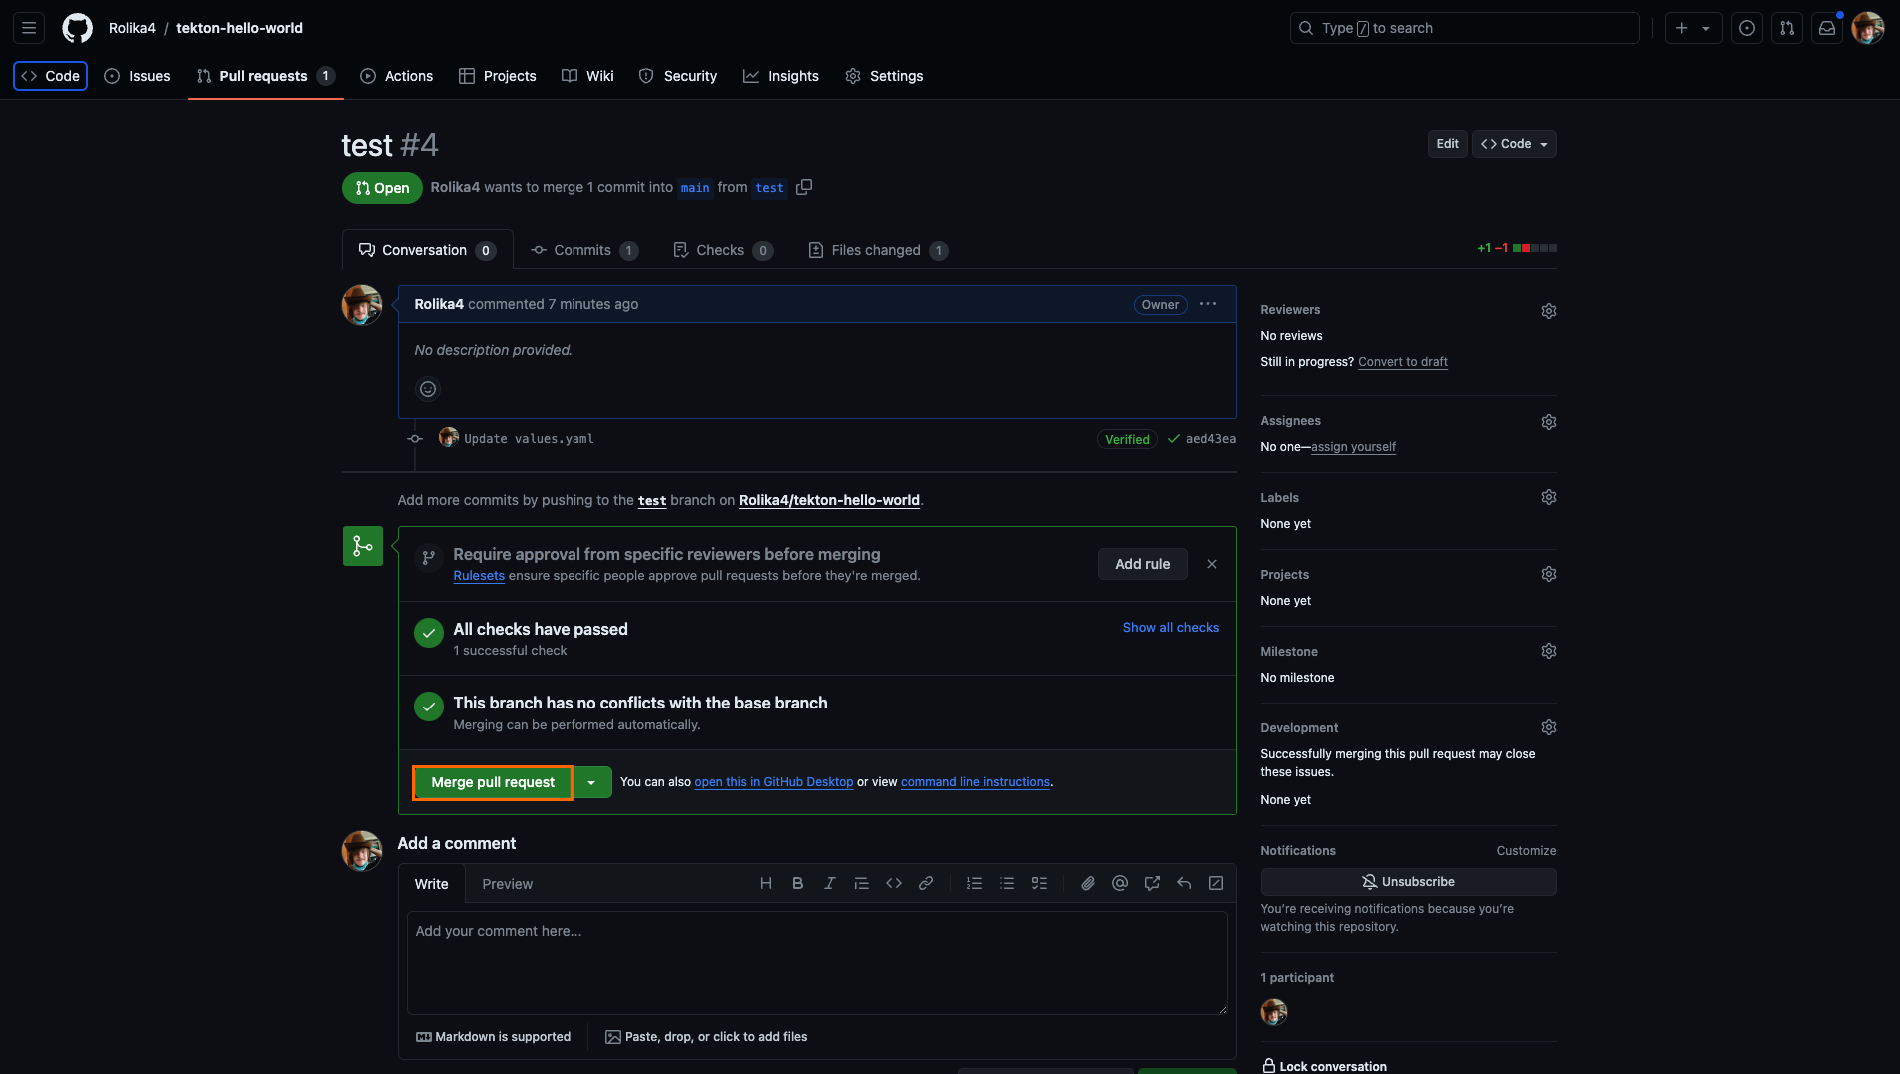 Rolika4 / tekton-hello-world
Type / to search
Code
Issues
Pull requests 1
Actions
Projects
Wiki
Security
Insights
Settings
test #4
Edit
Code
Open
Rolika4 wants to merge 1 commit into main from test
Conversation 0
Commits 1
Checks 0
Files changed 1
+1 −1
Rolika4 commented 7 minutes ago
Owner
No description provided.
Update values.yaml
Verified
aed43ea
Add more commits by pushing to the test branch on Rolika4/tekton-hello-world.
Require approval from specific reviewers before merging
Rulesets ensure specific people approve pull requests before they're merged.
Add rule
All checks have passed
1 successful check
Show all checks
This branch has no conflicts with the base branch
Merging can be performed automatically.
Merge pull request
You can also open this in GitHub Desktop or view command line instructions.
Add a comment
Write
Preview
Add your comment here...
Markdown is supported
Paste, drop, or click to add files
Reviewers
No reviews
Still in progress? Convert to draft
Assignees
No one—assign yourself
Labels
None yet
Projects
None yet
Milestone
No milestone
Development
Successfully merging this pull request may close
these issues.
None yet
Notifications
Customize
Unsubscribe
You're receiving notifications because you're
watching this repository.
1 participant
Lock conversation